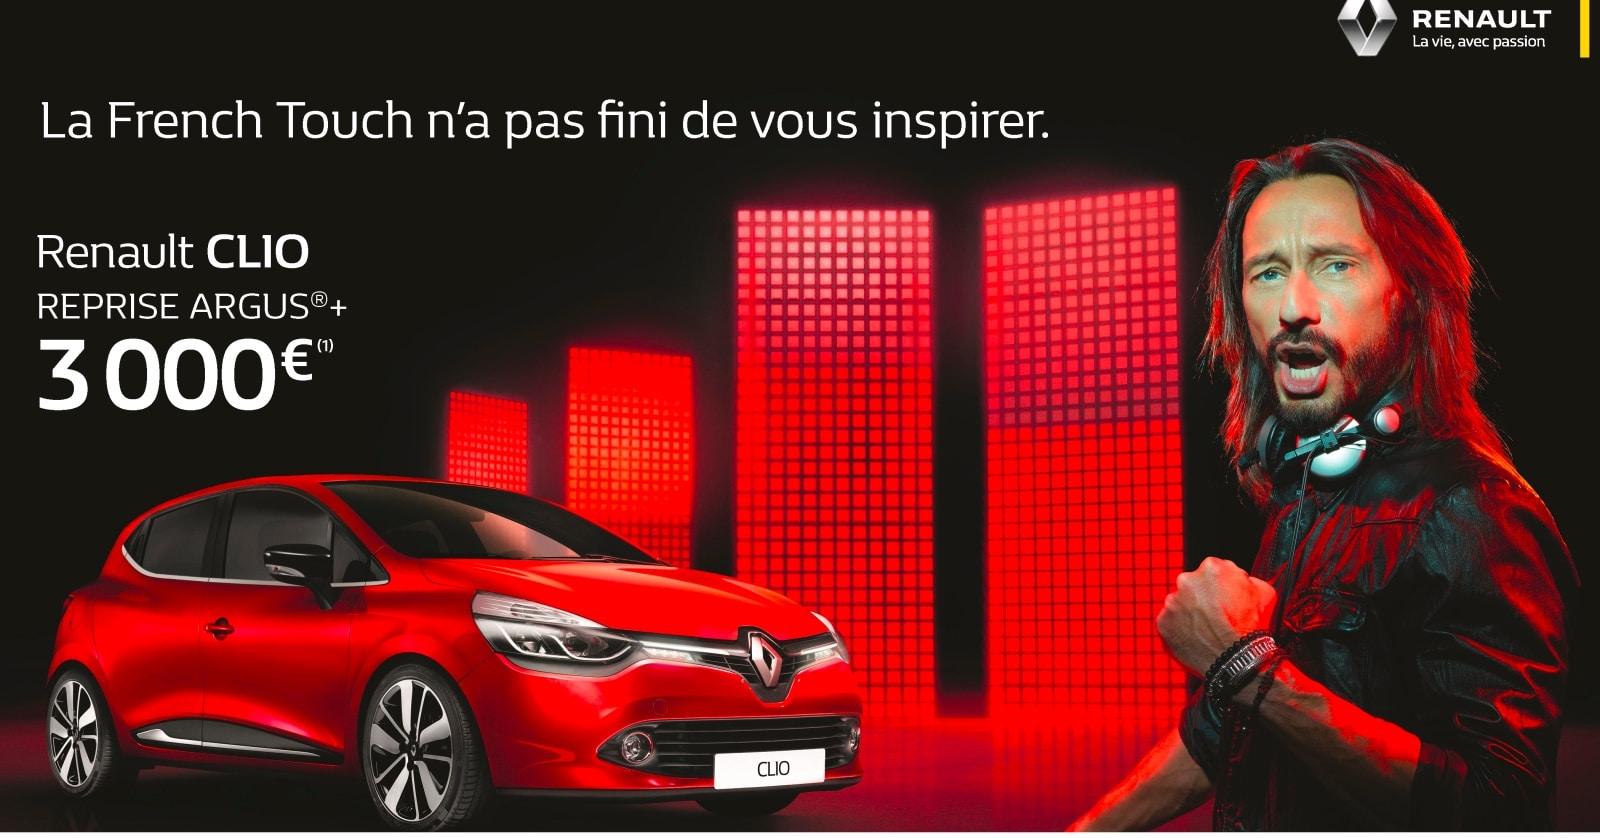 RENAULT
La vie, avec passion
La French Touch n'a pas fini de vous inspirer.
Renault CLIO
REPRISE ARGUS®+
3 000€(1)
CLIO